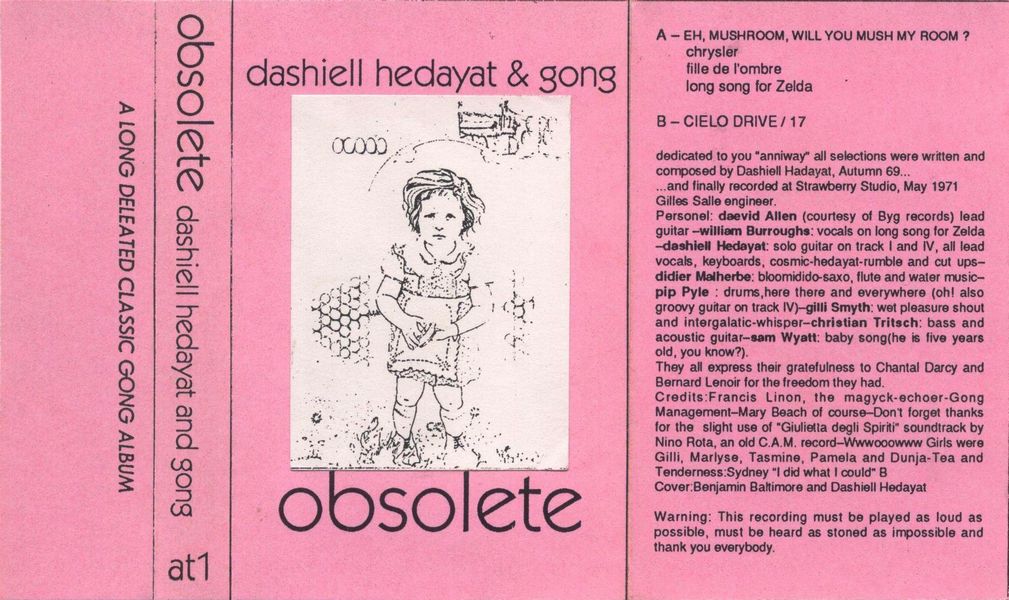 A LONG DELEATED CLASSIC GONG ALBUM
obsolete dashiell hedayat and gong at1
dashiell hedayat & gong
obsolete
A – EH, MUSHROOM, WILL YOU MUSH MY ROOM ?
chrysler
fille de l'ombre
long song for Zelda
B – CIELO DRIVE / 17
dedicated to you "anniway" all selections were written and
composed by Dashiell Hadayat, Autumn 69...
...and finally recorded at Strawberry Studio, May 1971
Gilles Salle engineer.
Personel: daevid Allen (courtesy of Byg records) lead
guitar –william Burroughs: vocals on long song for Zelda
–dashiell Hedayat: solo guitar on track I and IV, all lead
vocals, keyboards, cosmic-hedayat-rumble and cut ups–
didier Malherbe: bloomidido-saxo, flute and water music–
pip Pyle : drums,here there and everywhere (oh! also
groovy guitar on track IV)–gilli Smyth: wet pleasure shout
and intergalatic-whisper–christian Tritsch: bass and
acoustic guitar–sam Wyatt: baby song(he is five years
old, you know?).
They all express their gratefulness to Chantal Darcy and
Bernard Lenoir for the freedom they had.
Credits:Francis Linon, the magyck-echoer-Gong
Management–Mary Beach of course–Don't forget thanks
for the slight use of "Giulietta degli Spiriti" soundtrack by
Nino Rota, an old C.A.M. record–Wwwooowww Girls were
Gilli, Marlyse, Tasmine, Pamela and Dunja-Tea and
Tenderness:Sydney "I did what I could" B
Cover:Benjamin Baltimore and Dashiell Hedayat
Warning: This recording must be played as loud as
possible, must be heard as stoned as impossible and
thank you everybody.